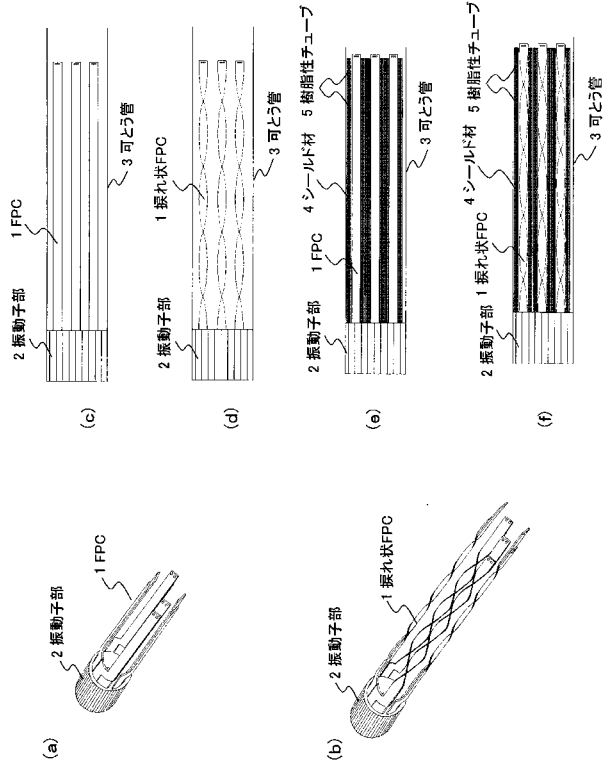 (a)
2 振動子部
1 FPC
(b)
2 振動子部
1 捩れ状FPC
(c)
2 振動子部
1 FPC
3 可とう管
(d)
2 振動子部
1 捩れ状FPC
3 可とう管
(e)
2 振動子部
1 FPC
4 シールド材
5 樹脂性チューブ
3 可とう管
(f)
2 振動子部
1 捩れ状FPC
4 シールド材
5 樹脂性チューブ
3 可とう管